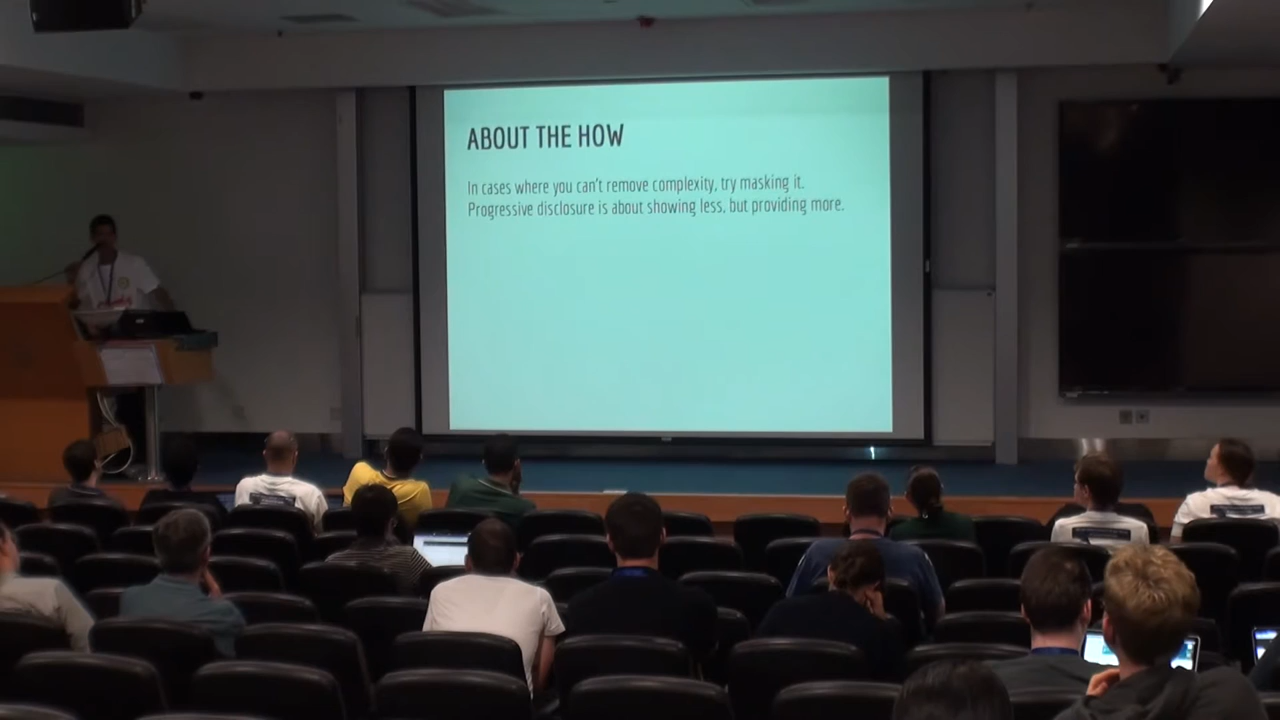 ABOUT THE HOW
In cases where you can't remove complexity, try masking it.
Progressive disclosure is about showing less, but providing more.